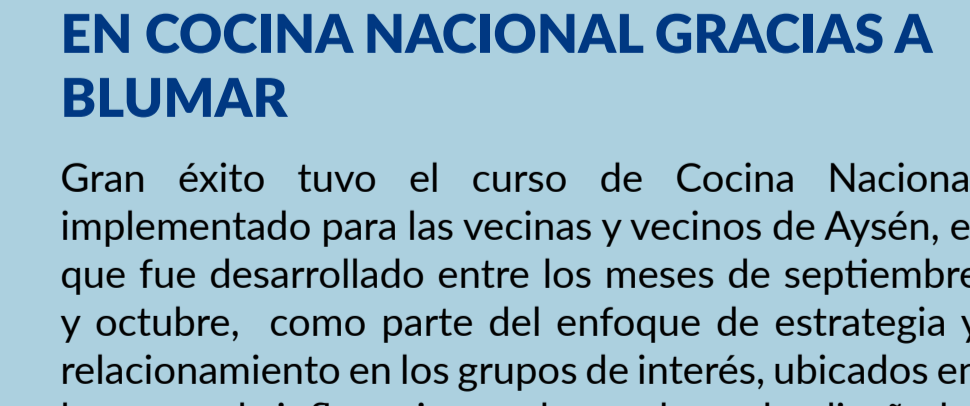 EN COCINA NACIONAL GRACIAS A
BLUMAR
Gran éxito tuvo el curso de Cocina Naciona
implementado para las vecinas y vecinos de Aysén, e
que fue desarrollado entre los meses de septiembre
y octubre, como parte del enfoque de estrategia y
relacionamiento en los grupos de interés, ubicados en